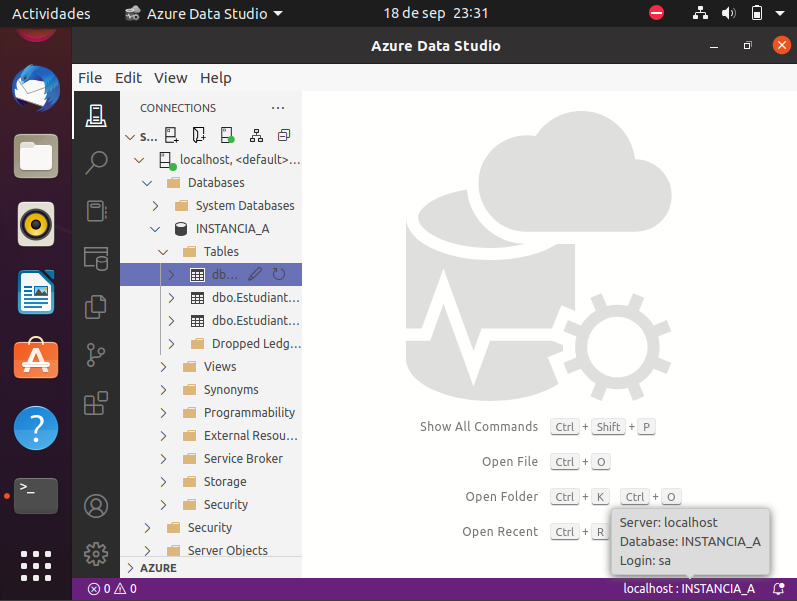 Actividades
Azure Data Studio
18 de sep 23:31
Azure Data Studio
File Edit View Help
CONNECTIONS
S...
localhost, <default>...
Databases
System Databases
INSTANCIA_A
Tables
db...
dbo.Estudiant...
dbo.Estudiant...
Dropped Ledg...
Views
Synonyms
Programmability
External Resou...
Service Broker
Storage
Security
Security
Server Objects
AZURE
Show All Commands Ctrl + Shift + P
Open File Ctrl + O
Open Folder Ctrl + K Ctrl + O
Open Recent Ctrl + R
Server: localhost
Database: INSTANCIA_A
Login: sa
0 0
localhost : INSTANCIA_A